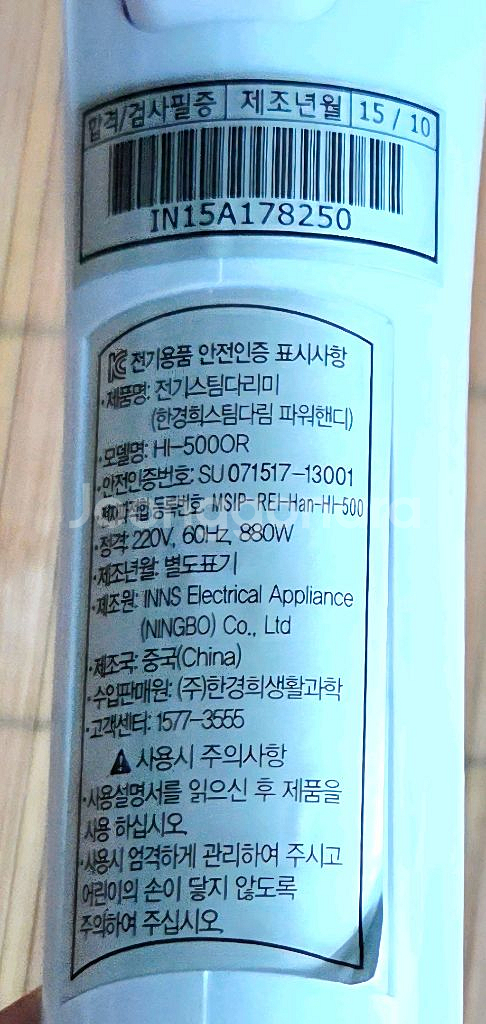 합격/검사필증 제조년월 15 / 10
IN15A178250
전기용품 안전인증 표시사항
·제품명: 전기스팀다리미
(한경희스팀다림 파워핸디)
·모델명: HI-5000R
·안전인증번호: SU 071517-13001
등록번호: MSIP-REI-Han-HI-500
·정격: 220V, 60Hz, 880W
·제조년월: 별도표기
·제조원: INNS Electrical Appliance
(NINGBO) Co., Ltd
·제조국: 중국(China)
·수입판매원: (주)한경희생활과학
·고객센터: 1577-3555
사용시 주의사항
·사용설명서를 읽으신 후 제품을
사용 하십시오.
·사용시 엄격하게 관리하여 주시고
어린이의 손이 닿지 않도록
주의하여 주십시오.